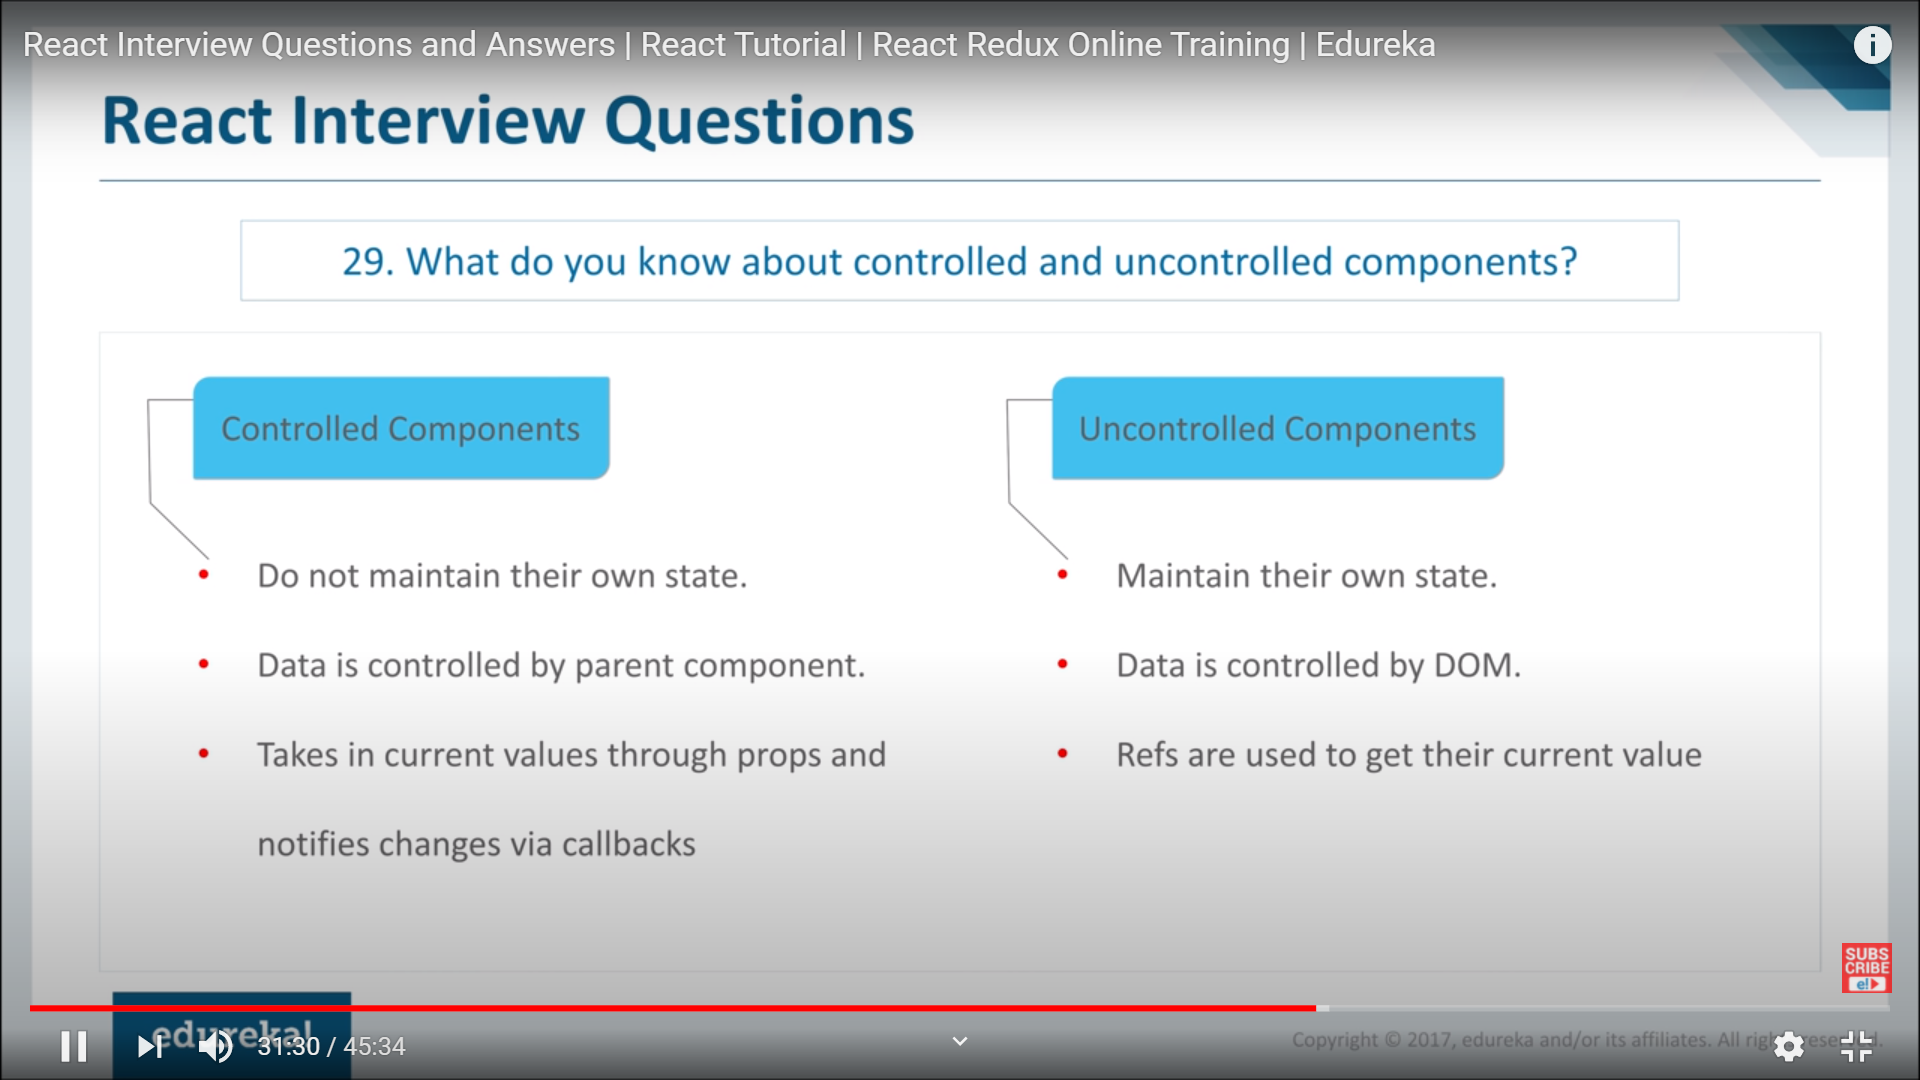 React Interview Questions and Answers | React Tutorial | React Redux Online Training | Edureka
React Interview Questions
29. What do you know about controlled and uncontrolled components?
Controlled Components
Do not maintain their own state.
Data is controlled by parent component.
Takes in current values through props and
notifies changes via callbacks
Uncontrolled Components
Maintain their own state.
Data is controlled by DOM.
Refs are used to get their current value
SUBS
CRIBE
e!
edureka!
31:30 / 45:34
Copyright © 2017, edureka and/or its affiliates. All rights reserved.